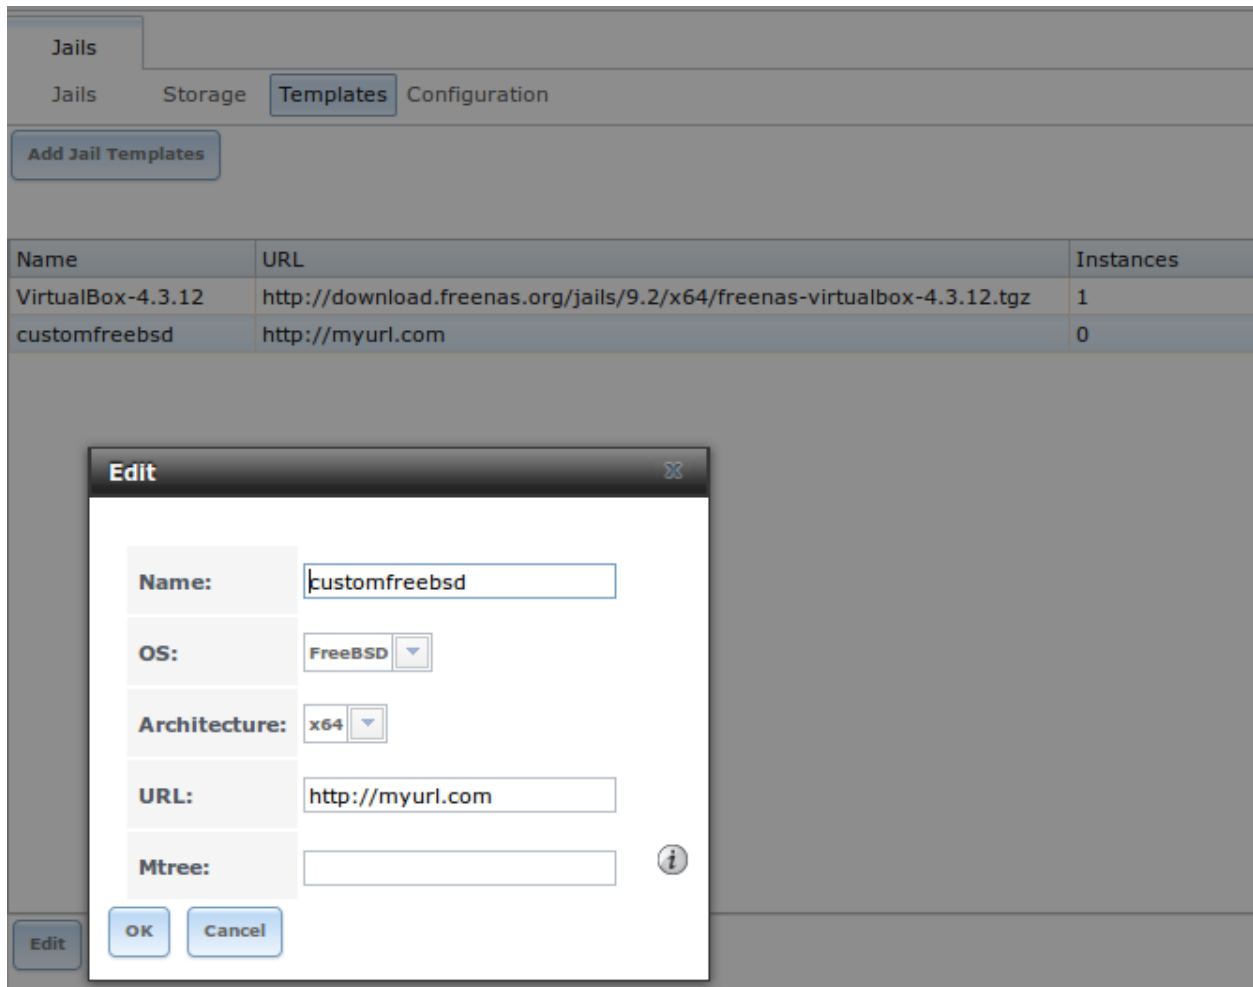 Jails
Jails Storage Templates Configuration
Add Jail Templates
Name URL Instances
VirtualBox-4.3.12 http://download.freenas.org/jails/9.2/x64/freenas-virtualbox-4.3.12.tgz 1
customfreebsd http://myurl.com 0
Edit
Name: customfreebsd
OS: FreeBSD
Architecture: x64
URL: http://myurl.com
Mtree: i
OK Cancel
Edit